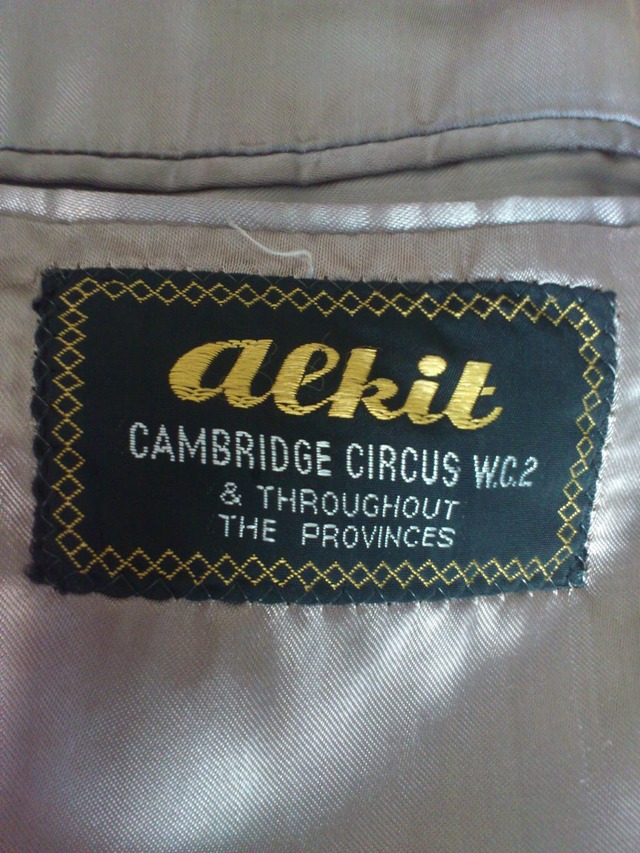 alkit
CAMBRIDGE CIRCUS W.C.2
& THROUGHOUT
THE PROVINCES